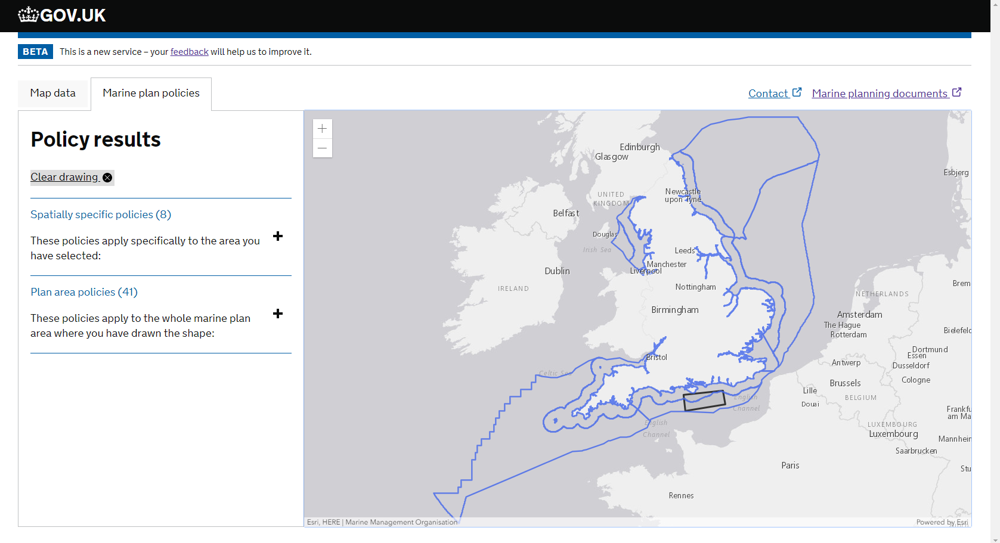 GOV.UK
BETA This is a new service – your feedback will help us to improve it.
Map data
Marine plan policies
Contact
Marine planning documents
Policy results
Clear drawing
Spatially specific policies (8)
These policies apply specifically to the area you
have selected:
Plan area policies (41)
These policies apply to the whole marine plan
area where you have drawn the shape:
Edinburgh
Glasgow
Esbjerg
UNITED
KINGDOM
Newcastle
upon Tyne
Belfast
Douglas
Irish Sea
Leeds
Manchester
Liverpool
Dublin
IRELAND
Nottingham
Birmingham
Brem
NETHERLANDS
Amsterdam
The Hague
Rotterdam
Bielefeld
Dortmund
Essen
Dusseldorf
Cologne
Bristol
Celtic Sea
Antwerp
Brussels
Lille
BELGIUM
Douai
English
Channel
English
Channel
Frankfu
am Ma
LUXEMBOURG
Luxembourg
Mannhein
Saarbrucken
Paris
Stu
Rennes
Esri, HERE | Marine Management Organisation
Powered by Esri